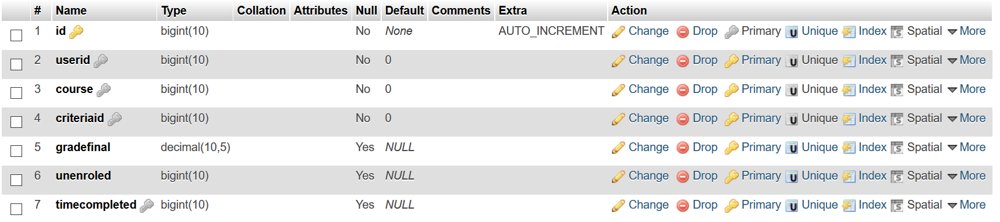 # Name Type Collation Attributes Null Default Comments Extra Action
1 id bigint(10) No None AUTO_INCREMENT Change Drop Primary Unique Index Spatial More
2 userid bigint(10) No 0 Change Drop Primary Unique Index Spatial More
3 course bigint(10) No 0 Change Drop Primary Unique Index Spatial More
4 criteriaid bigint(10) No 0 Change Drop Primary Unique Index Spatial More
5 gradefinal decimal(10,5) Yes NULL Change Drop Primary Unique Index Spatial More
6 unenroled bigint(10) Yes NULL Change Drop Primary Unique Index Spatial More
7 timecompleted bigint(10) Yes NULL Change Drop Primary Unique Index Spatial More